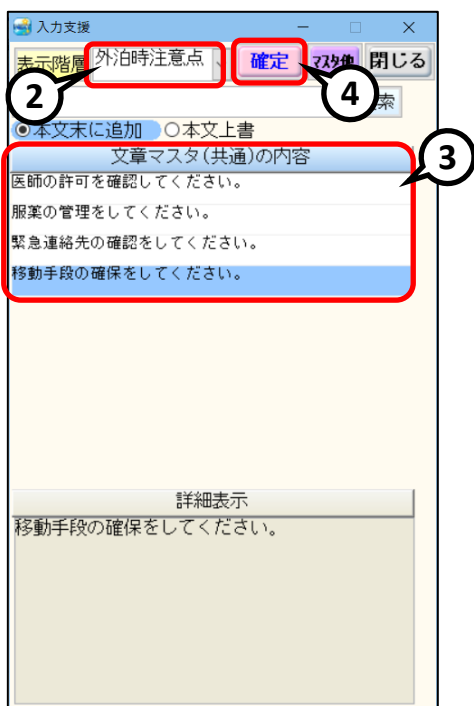 入力支援
表示階層 外泊時注意点 確定 ﾏｽﾀ他 閉じる
2 4 索
本文末に追加 本文上書
文章マスタ(共通)の内容 3
医師の許可を確認してください。
服薬の管理をしてください。
緊急連絡先の確認をしてください。
移動手段の確保をしてください。
詳細表示
移動手段の確保をしてください。